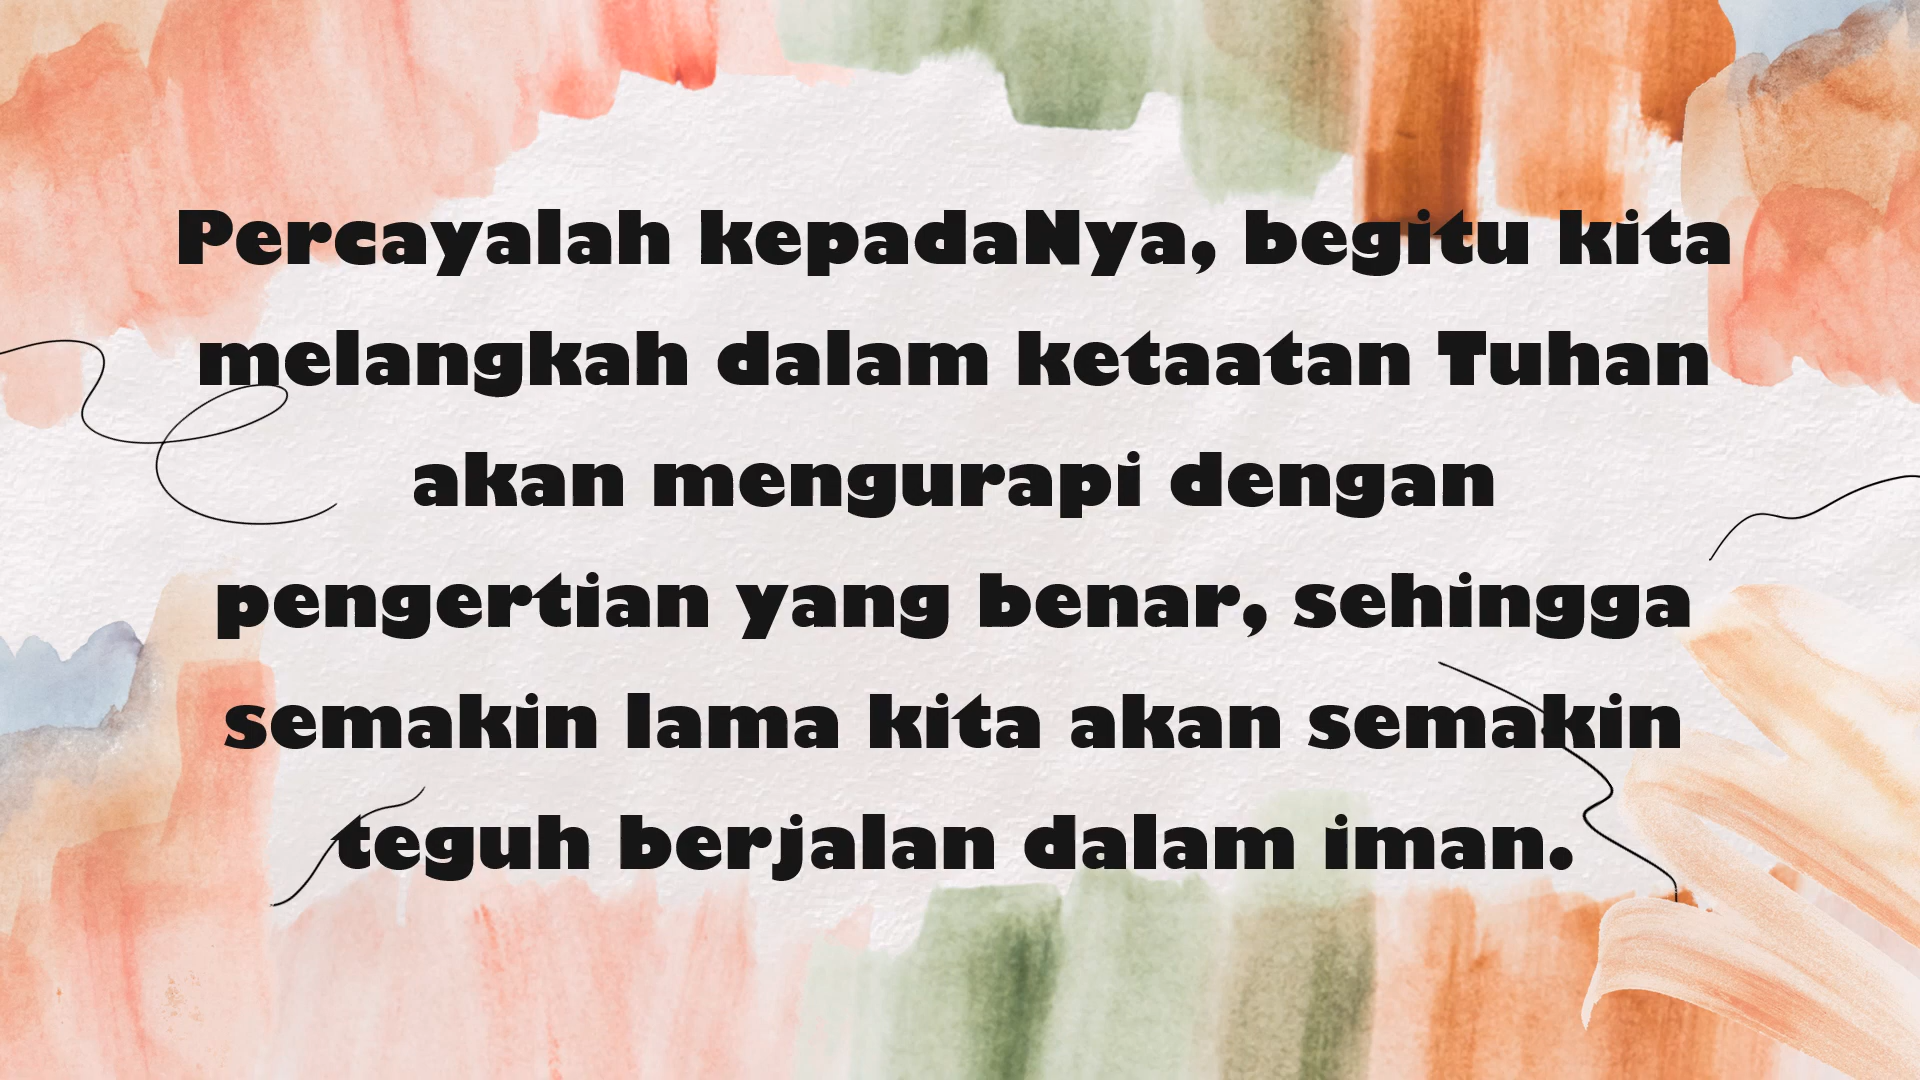 Percayalah kepadaNya, begitu kita
melangkah dalam ketaatan Tuhan
akan mengurapi dengan
pengertian yang benar, sehingga
semakin lama kita akan semakin
teguh berjalan dalam iman.